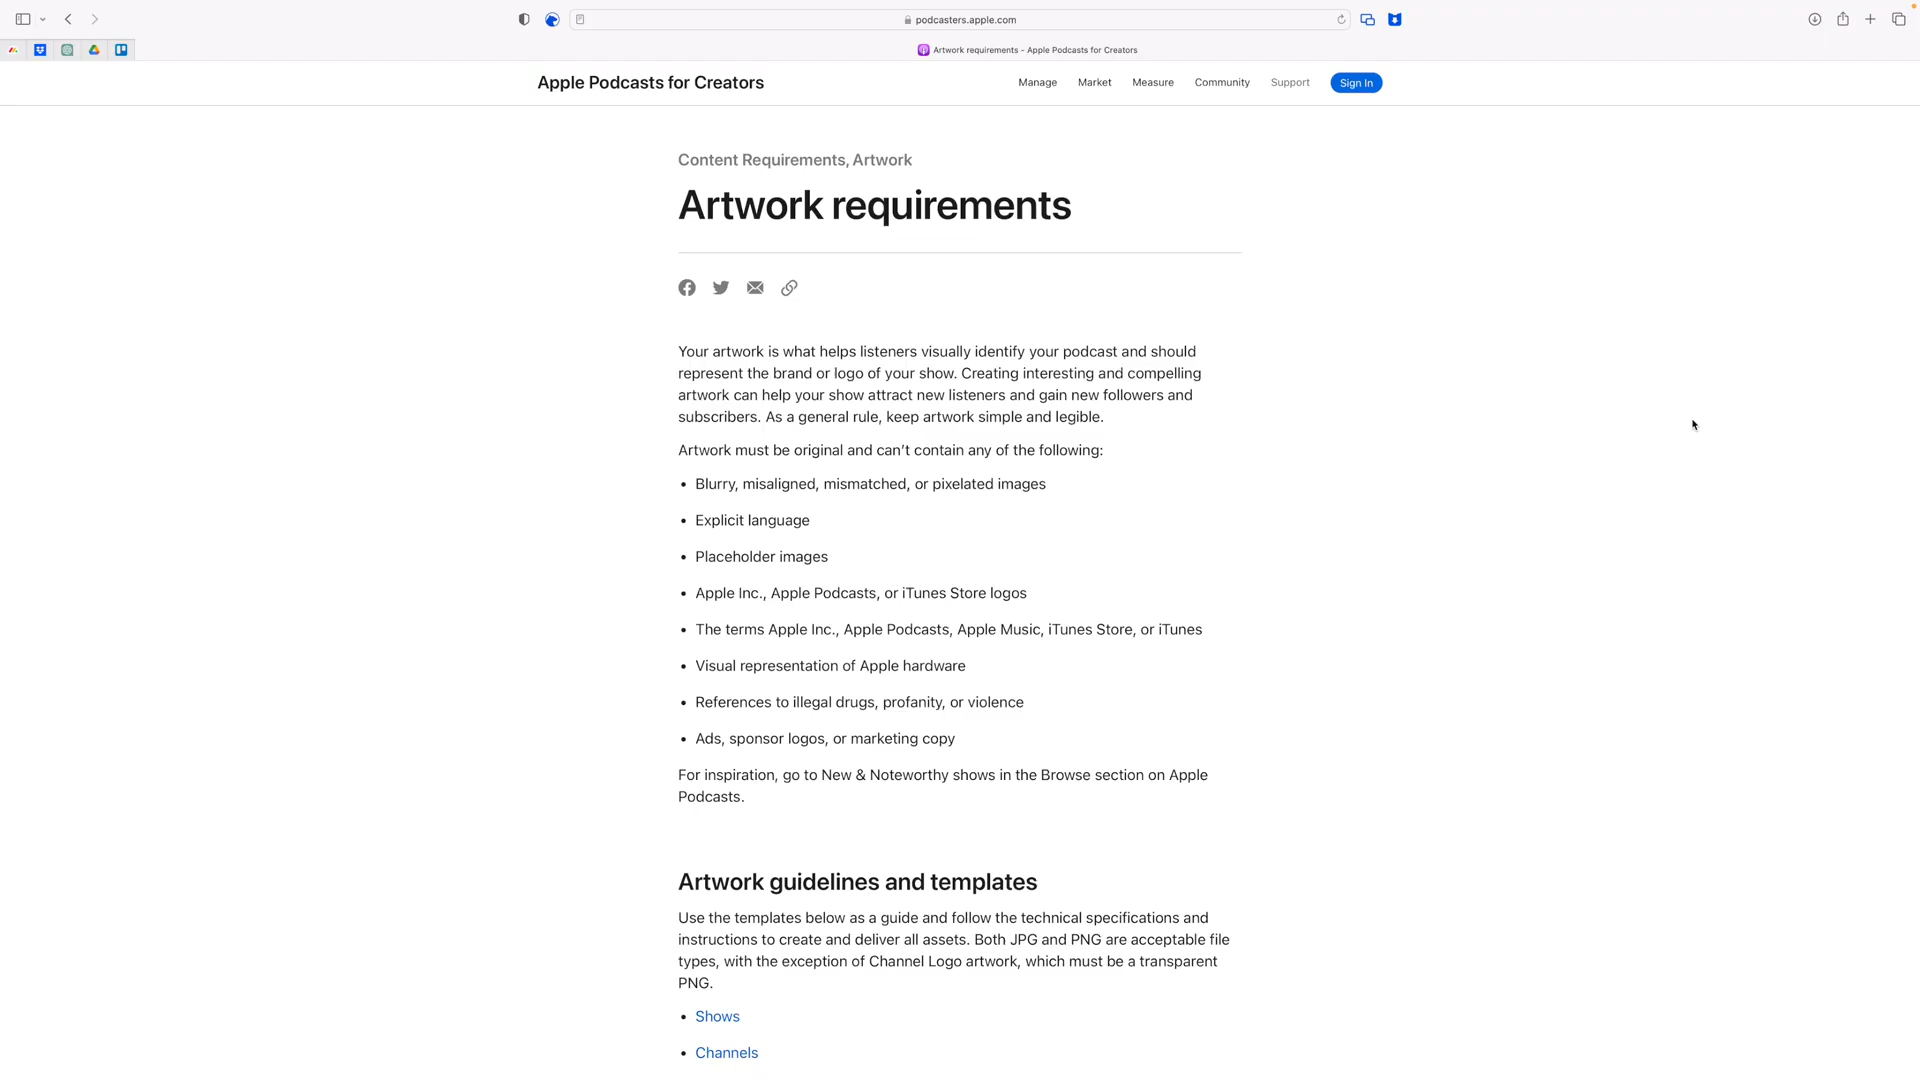 podcasters.apple.com
Artwork requirements - Apple Podcasts for Creators
Apple Podcasts for Creators
Manage
Market
Measure
Community
Support
Sign In
Content Requirements, Artwork
Artwork requirements
Your artwork is what helps listeners visually identify your podcast and should
represent the brand or logo of your show. Creating interesting and compelling
artwork can help your show attract new listeners and gain new followers and
subscribers. As a general rule, keep artwork simple and legible.
Artwork must be original and can't contain any of the following:
• Blurry, misaligned, mismatched, or pixelated images
• Explicit language
• Placeholder images
• Apple Inc., Apple Podcasts, or iTunes Store logos
• The terms Apple Inc., Apple Podcasts, Apple Music, iTunes Store, or iTunes
• Visual representation of Apple hardware
• References to illegal drugs, profanity, or violence
• Ads, sponsor logos, or marketing copy
For inspiration, go to New & Noteworthy shows in the Browse section on Apple
Podcasts.
Artwork guidelines and templates
Use the templates below as a guide and follow the technical specifications and
instructions to create and deliver all assets. Both JPG and PNG are acceptable file
types, with the exception of Channel Logo artwork, which must be a transparent
PNG.
• Shows
• Channels